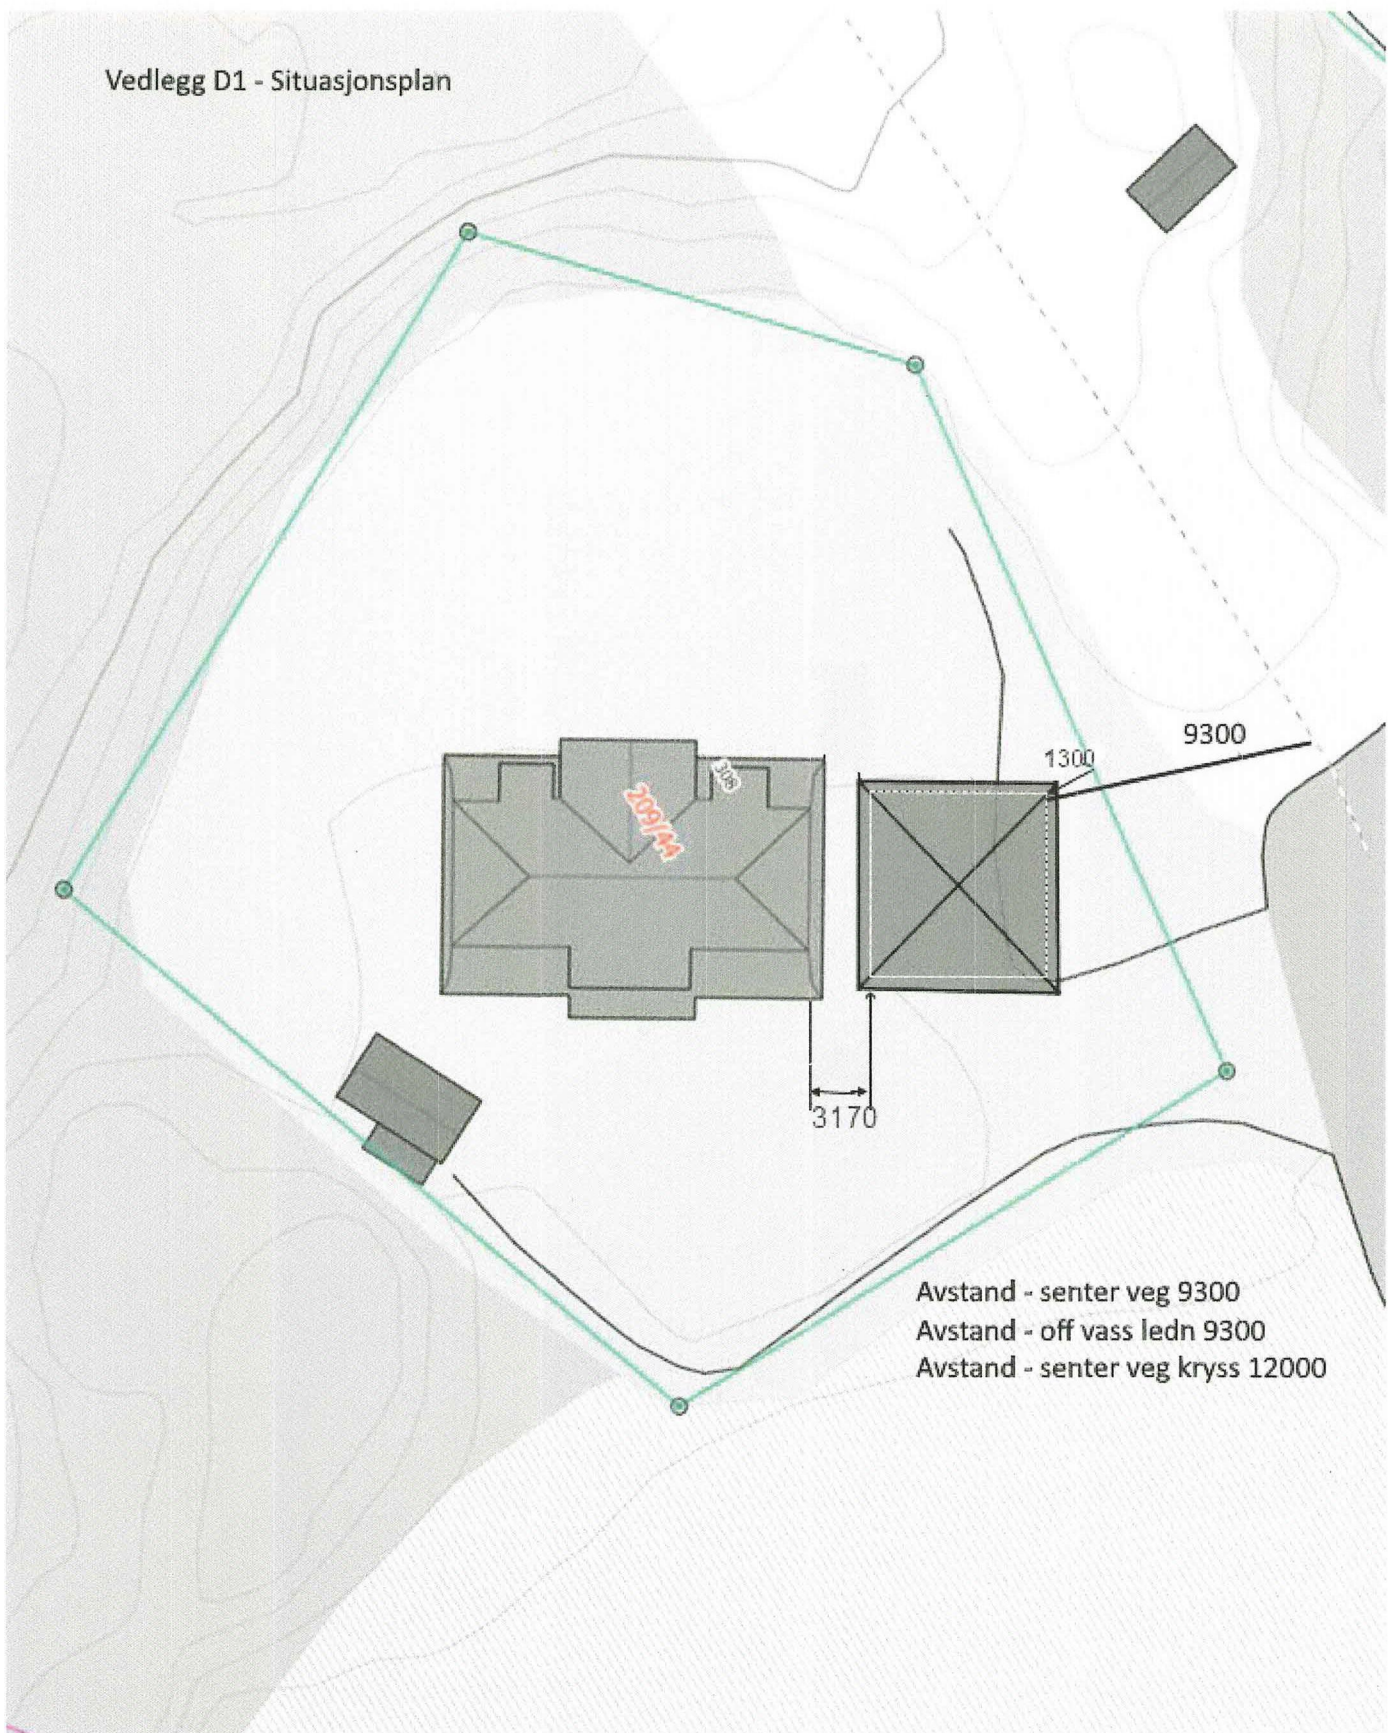 Vedlegg D1 - Situasjonsplan
9300
1300
308
209/44
3170
Avstand - senter veg 9300
Avstand - off vass ledn 9300
Avstand - senter veg kryss 12000